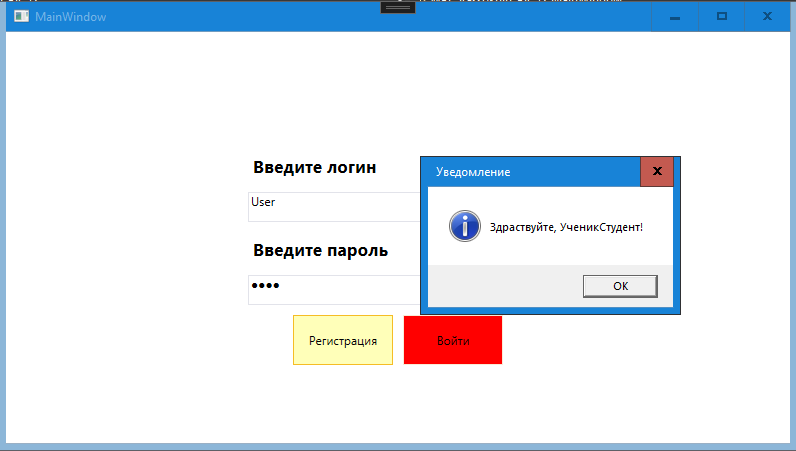 MainWindow
Введите логин
User
Введите пароль
Регистрация
Войти
Уведомление
Здраствуйте, УченикСтудент!
OK